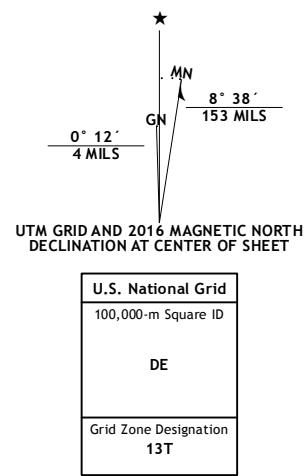 MN
GN
8° 38´
153 MILS
0° 12´
4 MILS
UTM GRID AND 2016 MAGNETIC NORTH
DECLINATION AT CENTER OF SHEET
U.S. National Grid
100,000-m Square ID
DE
Grid Zone Designation
13T